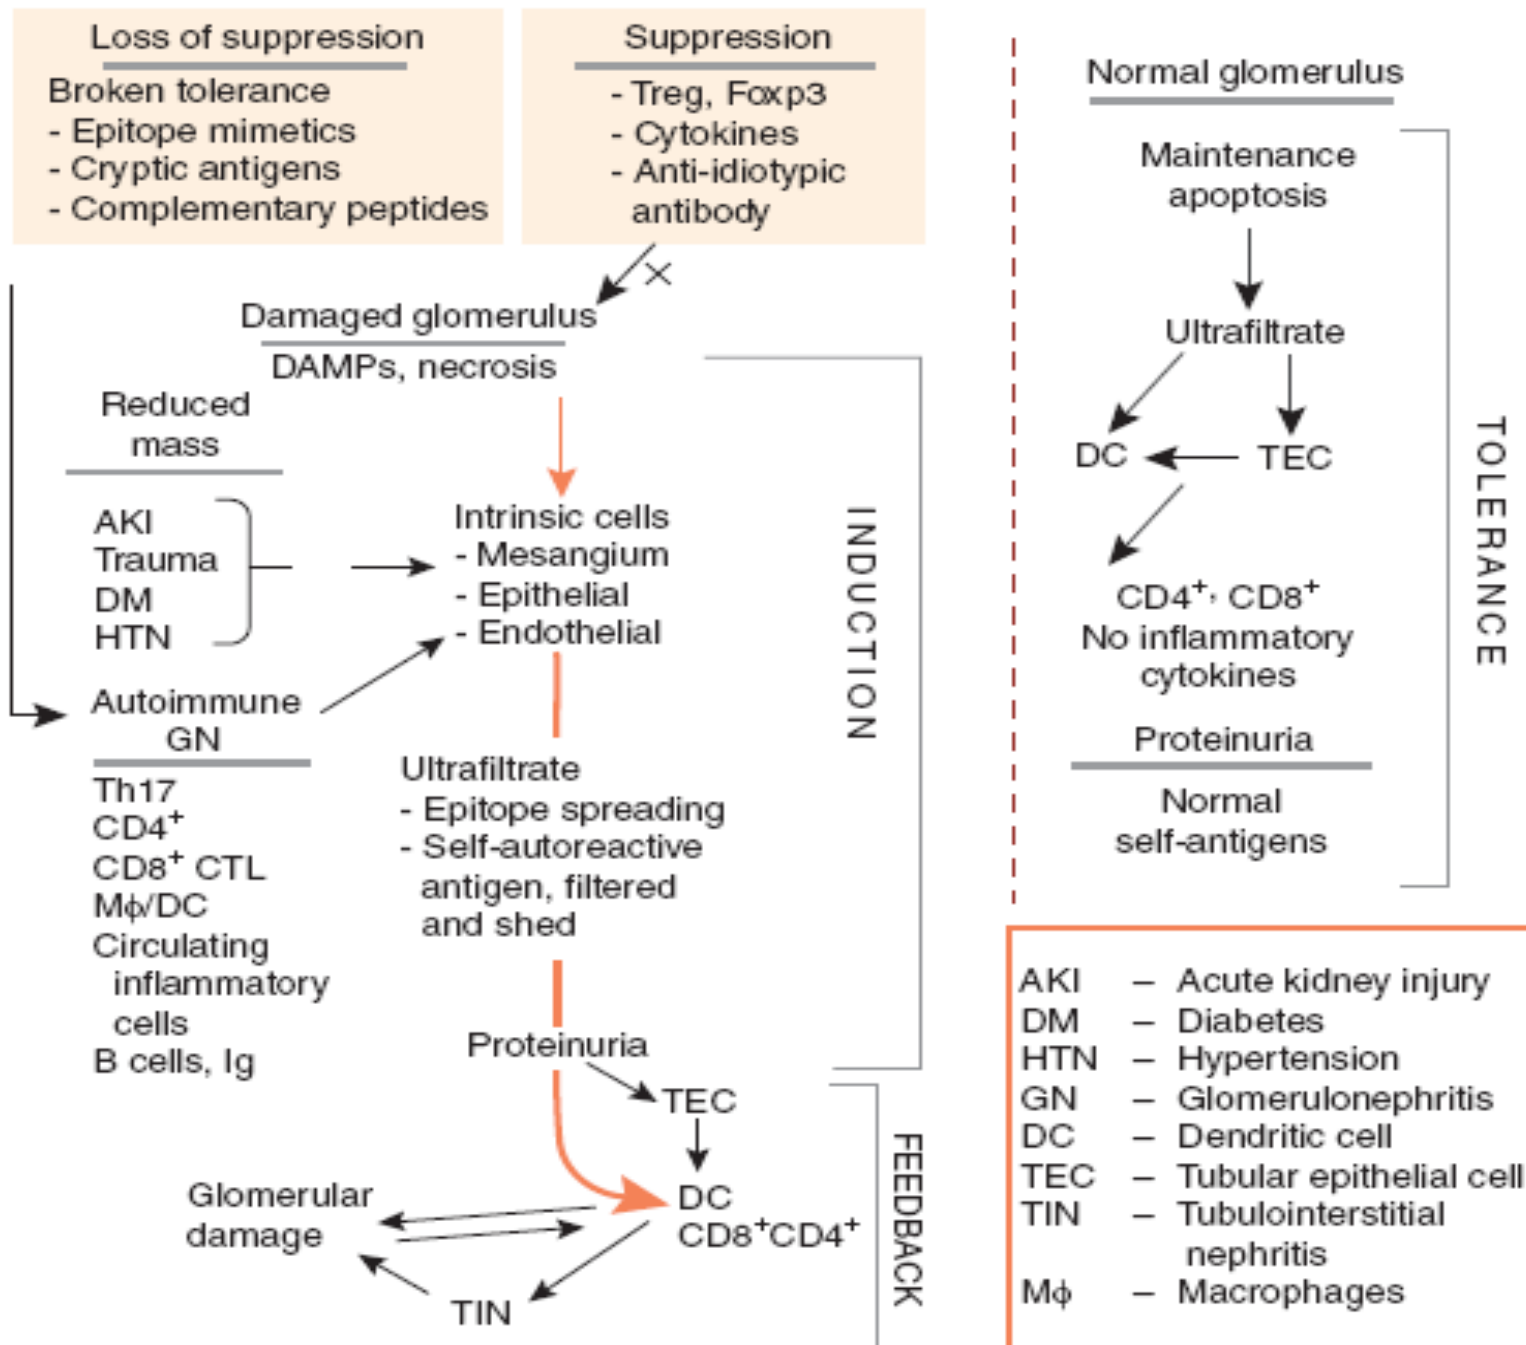 Loss of suppression
Broken tolerance
- Epitope mimetics
- Cryptic antigens
- Complementary peptides
Suppression
- Treg, Foxp3
- Cytokines
- Anti-idiotypic
antibody
×
Damaged glomerulus
DAMPs, necrosis
Reduced
mass
AKI
Trauma
DM
HTN
Intrinsic cells
- Mesangium
- Epithelial
- Endothelial
Autoimmune
GN
Th17
CD4⁺
CD8⁺ CTL
Mϕ/DC
Circulating
inflammatory
cells
B cells, Ig
Ultrafiltrate
- Epitope spreading
- Self-autoreactive
antigen, filtered
and shed
Proteinuria
TEC
DC
CD8⁺CD4⁺
Glomerular
damage
TIN
INDUCTION
FEEDBACK
Normal glomerulus
Maintenance
apoptosis
Ultrafiltrate
DC
TEC
CD4⁺, CD8⁺
No inflammatory
cytokines
Proteinuria
Normal
self-antigens
TOLERANCE
AKI – Acute kidney injury
DM – Diabetes
HTN – Hypertension
GN – Glomerulonephritis
DC – Dendritic cell
TEC – Tubular epithelial cell
TIN – Tubulointerstitial
nephritis
Mϕ – Macrophages